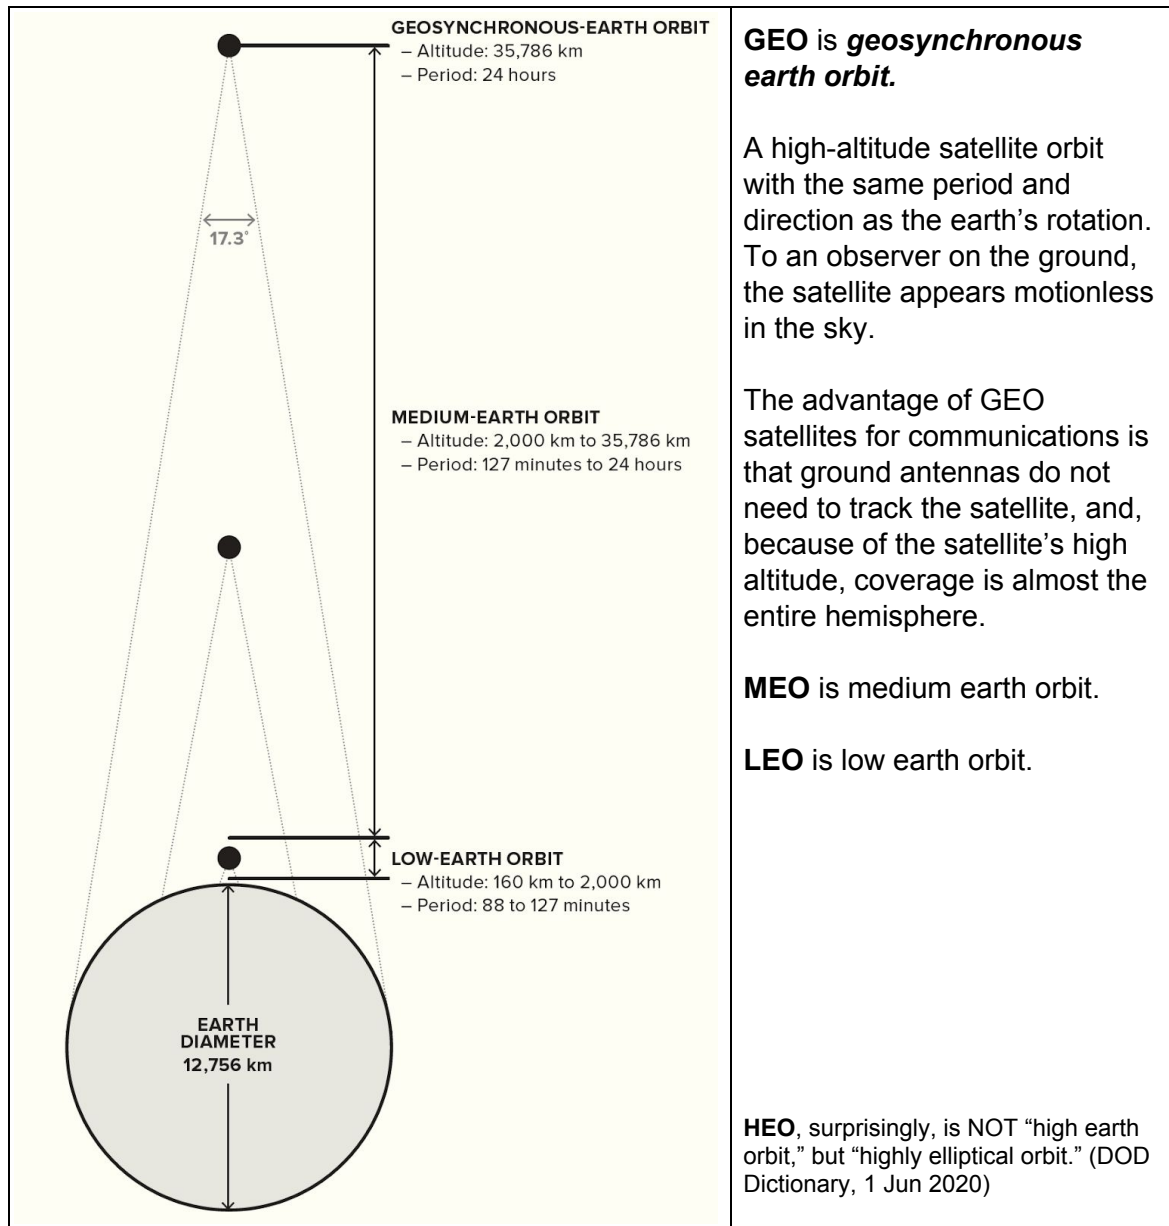 GEOSYNCHRONOUS-EARTH ORBIT
– Altitude: 35,786 km
– Period: 24 hours
17.3°
MEDIUM-EARTH ORBIT
– Altitude: 2,000 km to 35,786 km
– Period: 127 minutes to 24 hours
LOW-EARTH ORBIT
– Altitude: 160 km to 2,000 km
– Period: 88 to 127 minutes
EARTH
DIAMETER
12,756 km
GEO is geosynchronous
earth orbit.
A high-altitude satellite orbit
with the same period and
direction as the earth’s rotation.
To an observer on the ground,
the satellite appears motionless
in the sky.
The advantage of GEO
satellites for communications is
that ground antennas do not
need to track the satellite, and,
because of the satellite’s high
altitude, coverage is almost the
entire hemisphere.
MEO is medium earth orbit.
LEO is low earth orbit.
HEO, surprisingly, is NOT “high earth
orbit,” but “highly elliptical orbit.” (DOD
Dictionary, 1 Jun 2020)